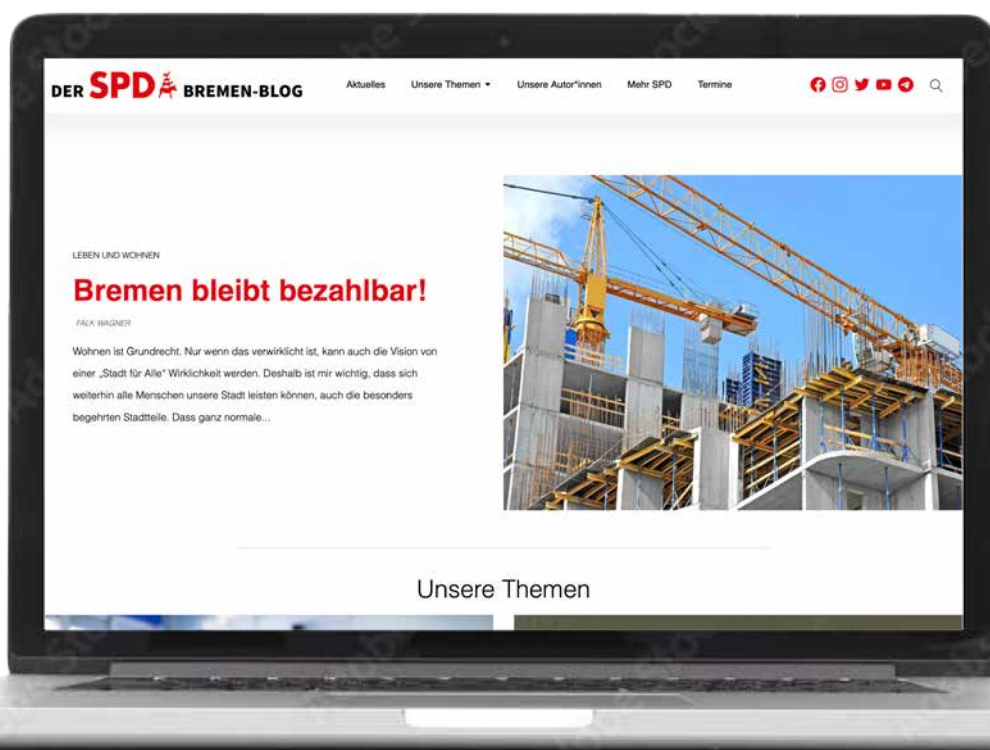 DER SPD BREMEN-BLOG
Aktuelles Unsere Themen Unsere Autor*innen Mehr SPD Termine
LEBEN UND WOHNEN
Bremen bleibt bezahlbar!
FALK WAGNER
Wohnen ist Grundrecht. Nur wenn das verwirklicht ist, kann auch die Vision von
einer „Stadt für Alle“ Wirklichkeit werden. Deshalb ist mir wichtig, dass sich
weiterhin alle Menschen unsere Stadt leisten können, auch die besonders
begehrten Stadtteile. Dass ganz normale...
Unsere Themen